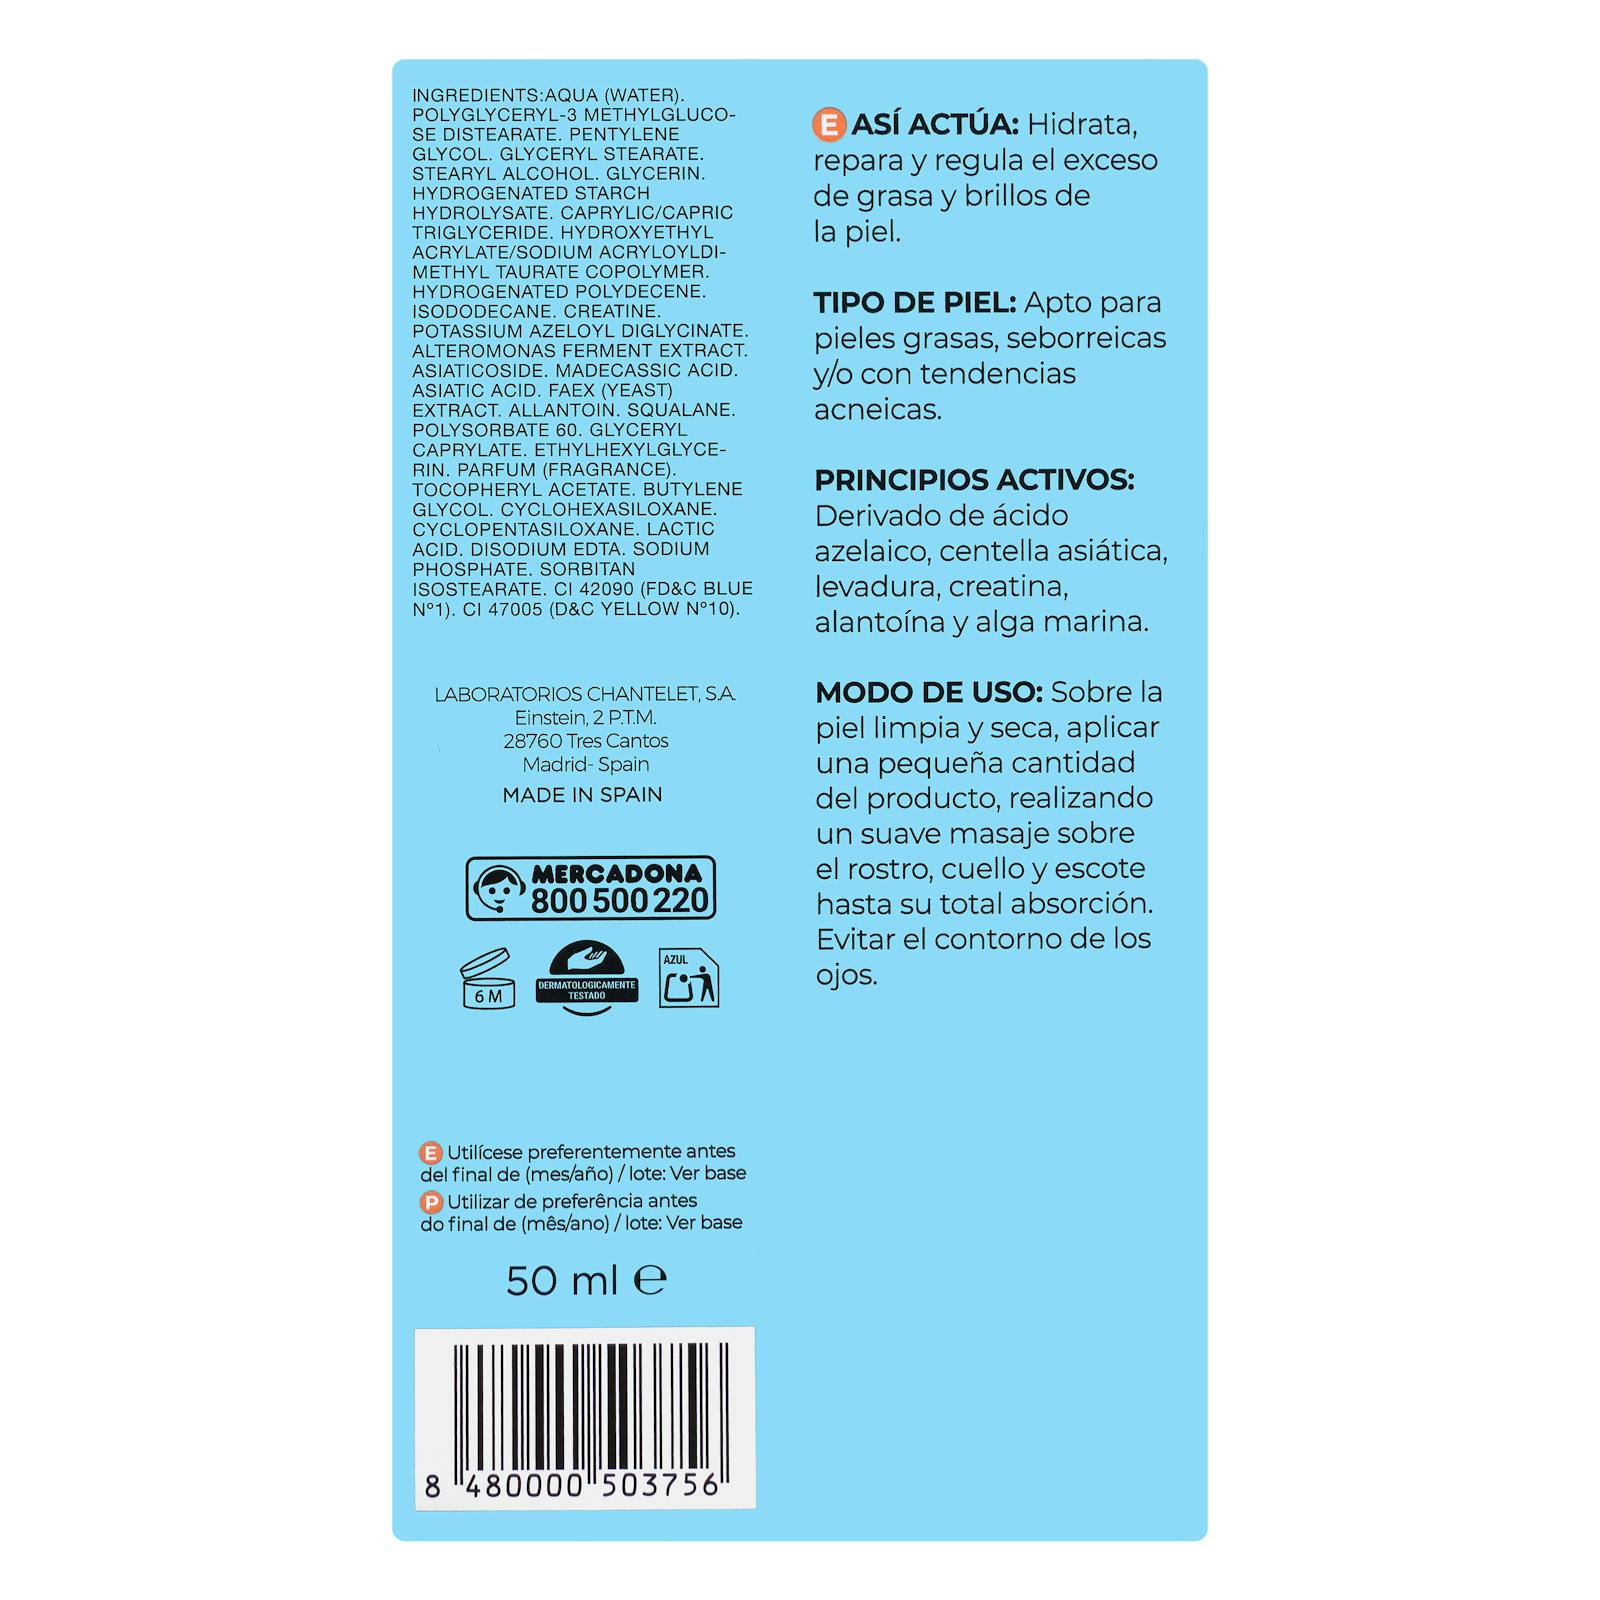 INGREDIENTS:AQUA (WATER).
POLYGLYCERYL-3 METHYLGLUCO-
SE DISTEARATE. PENTYLENE
GLYCOL. GLYCERYL STEARATE.
STEARYL ALCOHOL. GLYCERIN.
HYDROGENATED STARCH
HYDROLYSATE. CAPRYLIC/CAPRIC
TRIGLYCERIDE. HYDROXYETHYL
ACRYLATE/SODIUM ACRYLOYLDI-
METHYL TAURATE COPOLYMER.
HYDROGENATED POLYDECENE.
ISODODECANE. CREATINE.
POTASSIUM AZELOYL DIGLYCINATE.
ALTEROMONAS FERMENT EXTRACT.
ASIATICOSIDE. MADECASSIC ACID.
ASIATIC ACID. FAEX (YEAST)
EXTRACT. ALLANTOIN. SQUALANE.
POLYSORBATE 60. GLYCERYL
CAPRYLATE. ETHYLHEXYLGLYCE-
RIN. PARFUM (FRAGRANCE).
TOCOPHERYL ACETATE. BUTYLENE
GLYCOL. CYCLOHEXASILOXANE.
CYCLOPENTASILOXANE. LACTIC
ACID. DISODIUM EDTA. SODIUM
PHOSPHATE. SORBITAN
ISOSTEARATE. CI 42090 (FD&C BLUE
Nº1). CI 47005 (D&C YELLOW Nº10).
LABORATORIOS CHANTELET, S.A.
Einstein, 2 P.T.M.
28760 Tres Cantos
Madrid- Spain
MADE IN SPAIN
MERCADONA
800 500 220
6 M
DERMATOLOGICAMENTE
TESTADO
AZUL
E Utilícese preferentemente antes
del final de (mes/año) / lote: Ver base
P Utilizar de preferência antes
do final de (mês/ano) / lote: Ver base
50 ml ℮
8 480000 503756
E ASÍ ACTÚA: Hidrata,
repara y regula el exceso
de grasa y brillos de
la piel.
TIPO DE PIEL: Apto para
pieles grasas, seborreicas
y/o con tendencias
acneicas.
PRINCIPIOS ACTIVOS:
Derivado de ácido
azelaico, centella asiática,
levadura, creatina,
alantoína y alga marina.
MODO DE USO: Sobre la
piel limpia y seca, aplicar
una pequeña cantidad
del producto, realizando
un suave masaje sobre
el rostro, cuello y escote
hasta su total absorción.
Evitar el contorno de los
ojos.